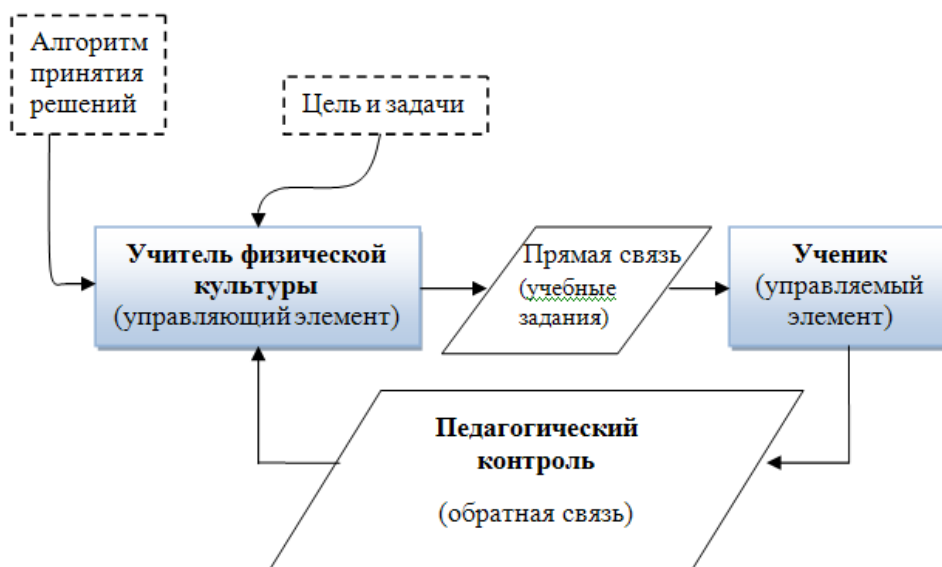 Алгоритм
принятия
решений
Цель и задачи
Учитель физической
культуры
(управляющий элемент)
Прямая связь
(учебные
задания)
Ученик
(управляемый
элемент)
Педагогический
контроль
(обратная связь)